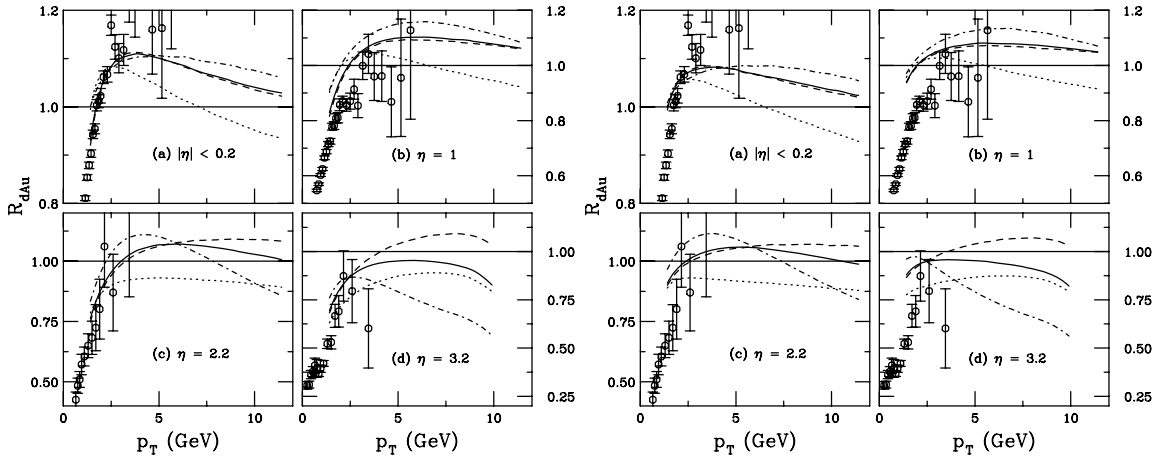 1.2
1.0
0.8
(a) |η| < 0.2
1.2
1.0
0.8
0.6
(b) η = 1
R_dAu
1.00
0.75
0.50
(c) η = 2.2
1.00
0.75
0.50
0.25
(d) η = 3.2
0 5 10
0 5 10
p_T (GeV)
p_T (GeV)
1.2
1.0
0.8
(a) |η| < 0.2
1.2
1.0
0.8
0.6
(b) η = 1
R_dAu
1.00
0.75
0.50
(c) η = 2.2
1.00
0.75
0.50
0.25
(d) η = 3.2
0 5 10
0 5 10
p_T (GeV)
p_T (GeV)